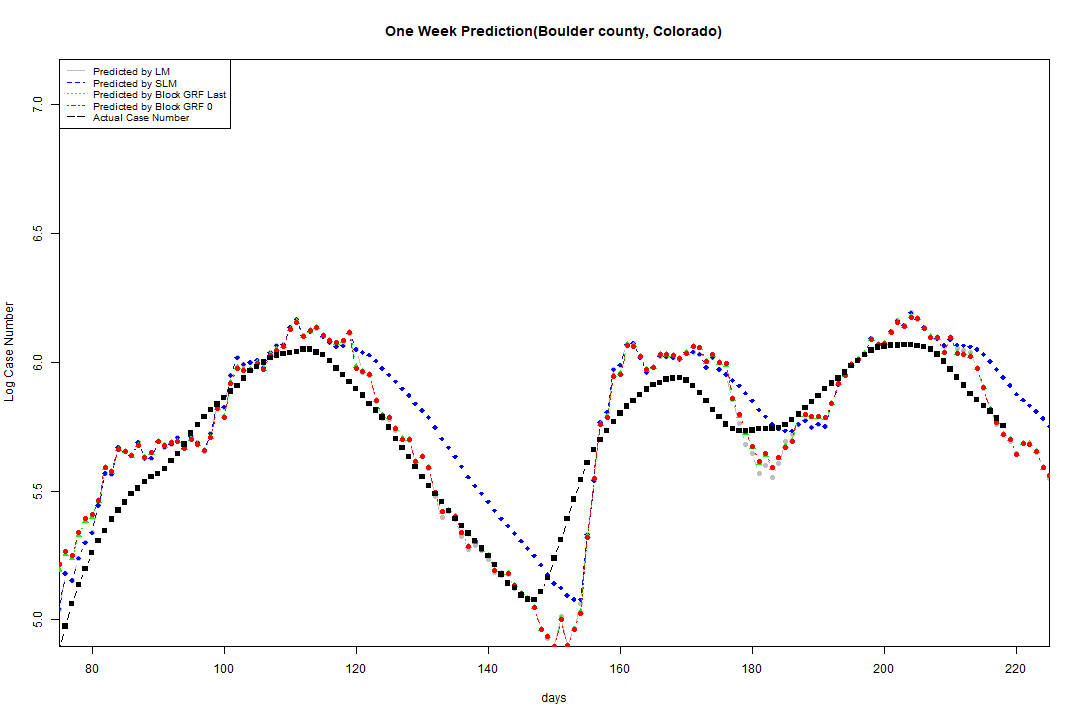 One Week Prediction(Boulder county, Colorado)
Predicted by LM
Predicted by SLM
Predicted by Block GRF Last
Predicted by Block GRF 0
Actual Case Number
Log Case Number
7.0
6.5
6.0
5.5
5.0
80 100 120 140 160 180 200 220
days